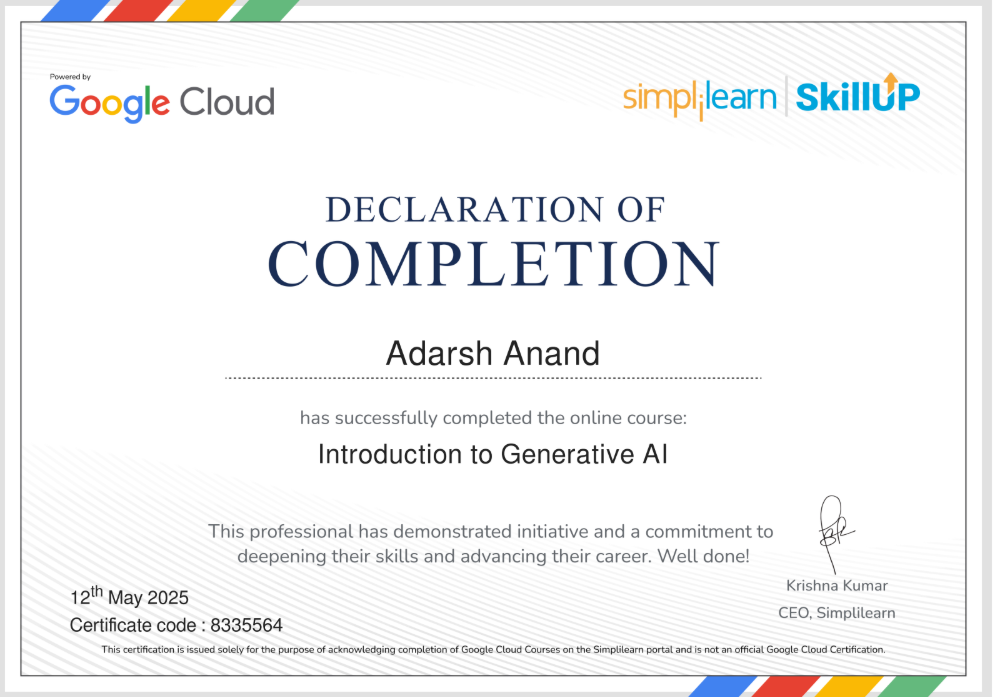 Powered by
Google Cloud
simplilearn | SkillUP
DECLARATION OF
COMPLETION
Adarsh Anand
has successfully completed the online course:
Introduction to Generative AI
This professional has demonstrated initiative and a commitment to
deepening their skills and advancing their career. Well done!
Krishna Kumar
CEO, Simplilearn
12th May 2025
Certificate code : 8335564
This certification is issued solely for the purpose of acknowledging completion of Google Cloud Courses on the Simplilearn portal and is not an official Google Cloud Certification.